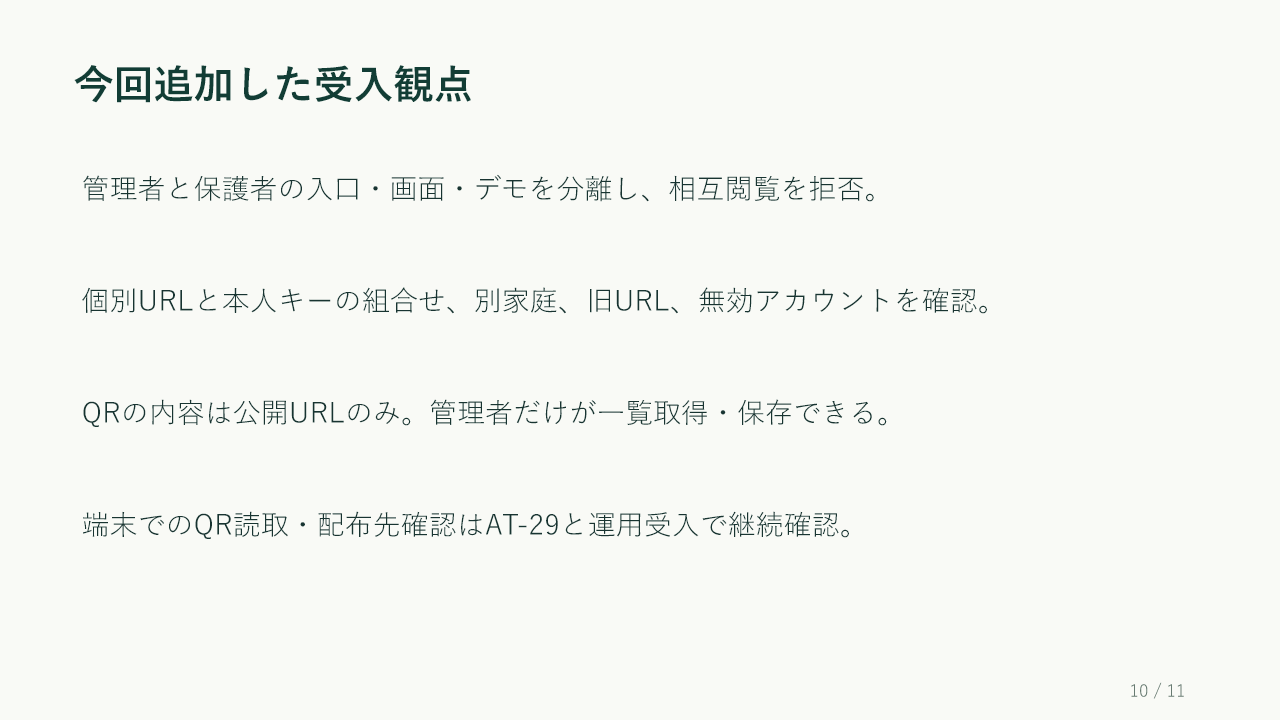 今回追加した受入観点
管理者と保護者の入口・画面・デモを分離し、相互閲覧を拒否。
個別URLと本人キーの組合せ、別家庭、旧URL、無効アカウントを確認。
QRの内容は公開URLのみ。管理者だけが一覧取得・保存できる。
端末でのQR読取・配布先確認はAT-29と運用受入で継続確認。
10 / 11